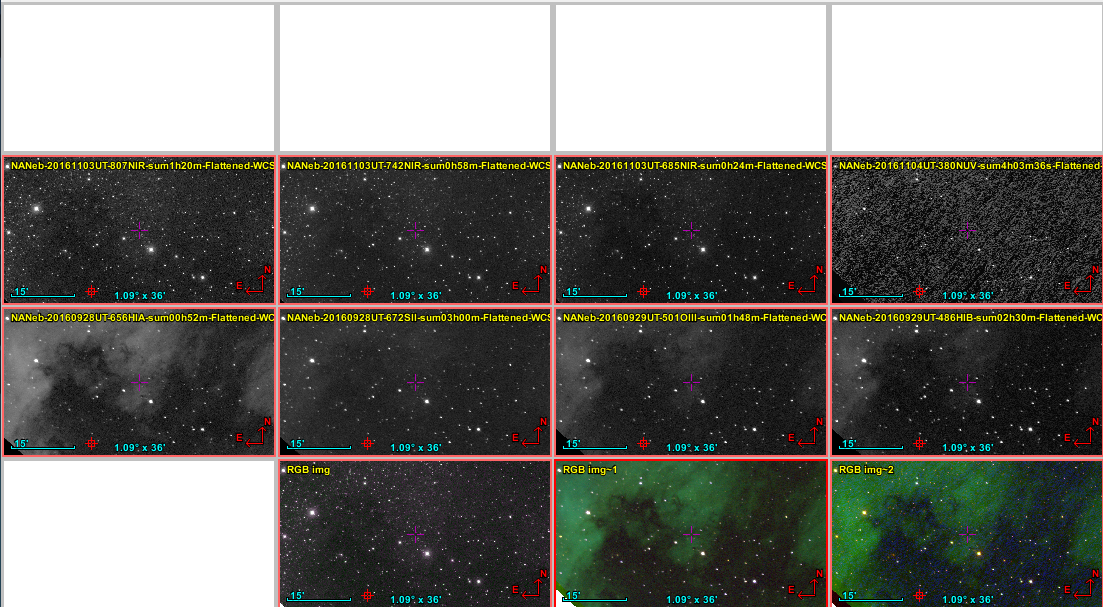 NANeb-20161103UT-807NIR-sum1h20m-Flattened-WCS
NANeb-20161103UT-742NIR-sum0h58m-Flattened-WCS
NANeb-20161103UT-685NIR-sum0h24m-Flattened-WCS
NANeb-20161104UT-380NUV-sum4h03m36s-Flattened-
N
E
15'
1.09° x 36'
N
E
15'
1.09° x 36'
N
E
15'
1.09° x 36'
N
E
15'
1.09° x 36'
NANeb-20160928UT-656HIA-sum00h52m-Flattened-WC
NANeb-20160928UT-672SII-sum03h00m-Flattened-WCS
NANeb-20160929UT-501OIII-sum01h48m-Flattened-WC
NANeb-20160929UT-486HIB-sum02h30m-Flattened-WC
N
E
15'
1.09° x 36'
N
E
15'
1.09° x 36'
N
E
15'
1.09° x 36'
N
E
15'
1.09° x 36'
RGB img
RGB img~1
RGB img~2
N
E
15'
1.09° x 36'
N
E
15'
1.09° x 36'
N
E
15'
1.09° x 36'